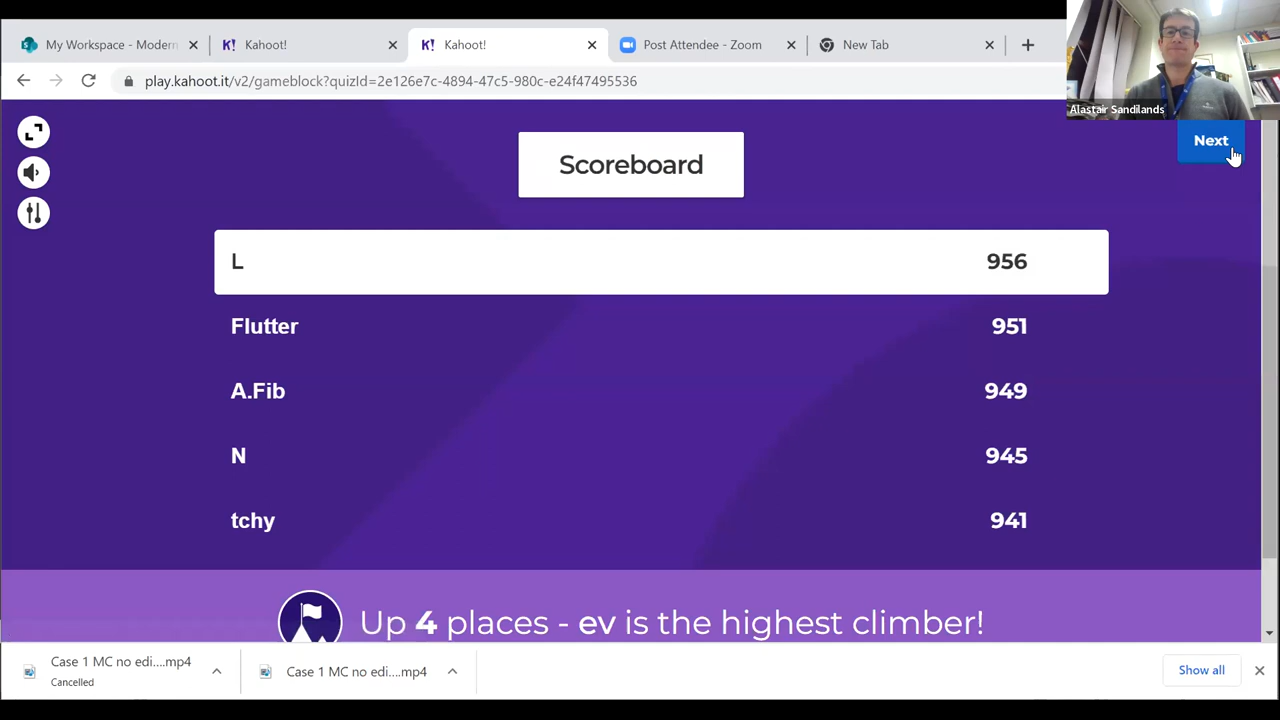 My Workspace - Modern
Kahoot!
Kahoot!
Post Attendee - Zoom
New Tab
play.kahoot.it/v2/gameblock?quizId=2e126e7c-4894-47c5-980c-e24f47495536
Alastair Sandilands
Next
Scoreboard
L 956
Flutter 951
A.Fib 949
N 945
tchy 941
Up 4 places - ev is the highest climber!
Case 1 MC no edi....mp4
Cancelled
Case 1 MC no edi....mp4
Show all